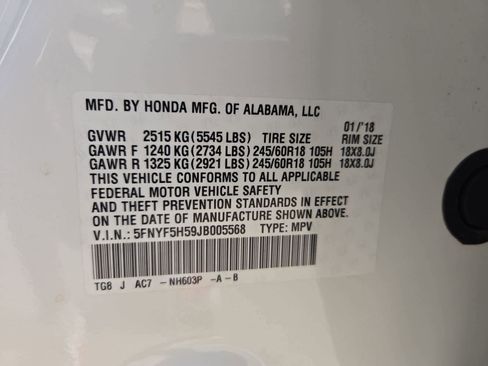 MFD. BY HONDA MFG. OF ALABAMA, LLC
01/'18
GVWR 2515 KG (5545 LBS) TIRE SIZE RIM SIZE
GAWR F 1240 KG (2734 LBS) 245/60R18 105H 18X8.0J
GAWR R 1325 KG (2921 LBS) 245/60R18 105H 18X8.0J
THIS VEHICLE CONFORMS TO ALL APPLICABLE
FEDERAL MOTOR VEHICLE SAFETY
AND THEFT PREVENTION STANDARDS IN EFFECT
ON THE DATE OF MANUFACTURE SHOWN ABOVE.
V.I.N.: 5FNYF5H59JB005568 TYPE: MPV
TG8 J AC7 - NH603P -A - B